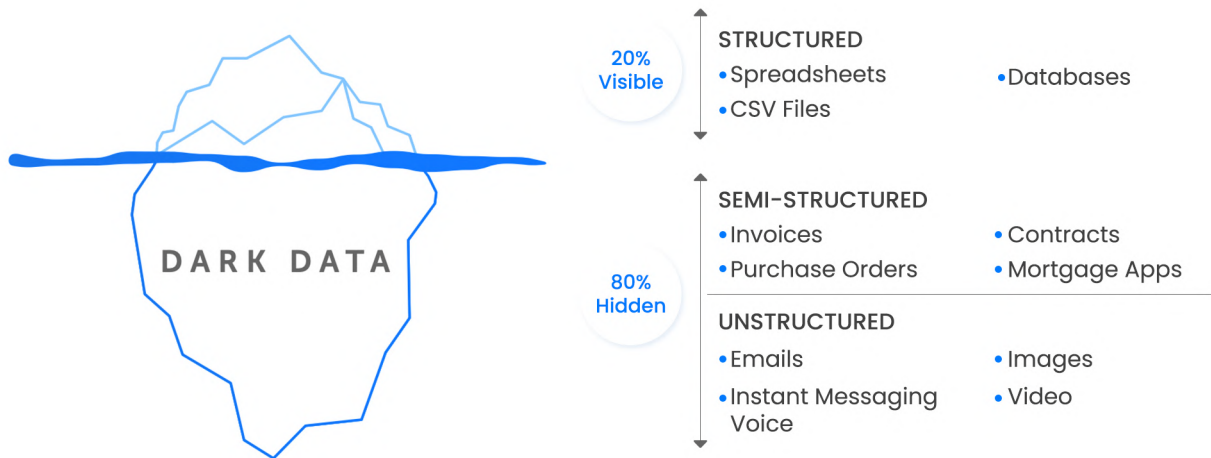 DARK DATA
20%
Visible
STRUCTURED
• Spreadsheets
• Databases
• CSV Files
80%
Hidden
SEMI-STRUCTURED
• Invoices
• Contracts
• Purchase Orders
• Mortgage Apps
UNSTRUCTURED
• Emails
• Images
• Instant Messaging
Voice
• Video